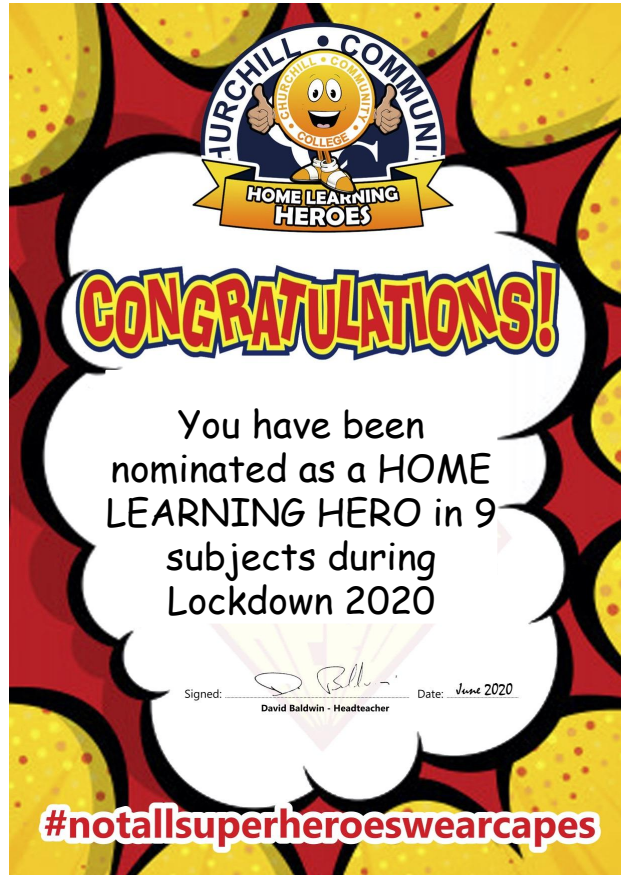 CHURCHILL • COMMUNI
CHURCHILL • COMMUNITY
• COLLEGE •
HOME LEARNING
HEROES
CONGRATULATIONS!
You have been
nominated as a HOME
LEARNING HERO in 9
subjects during
Lockdown 2020
Signed: D. Baldwin Date: June 2020
David Baldwin - Headteacher
#notallsuperheroeswearcapes